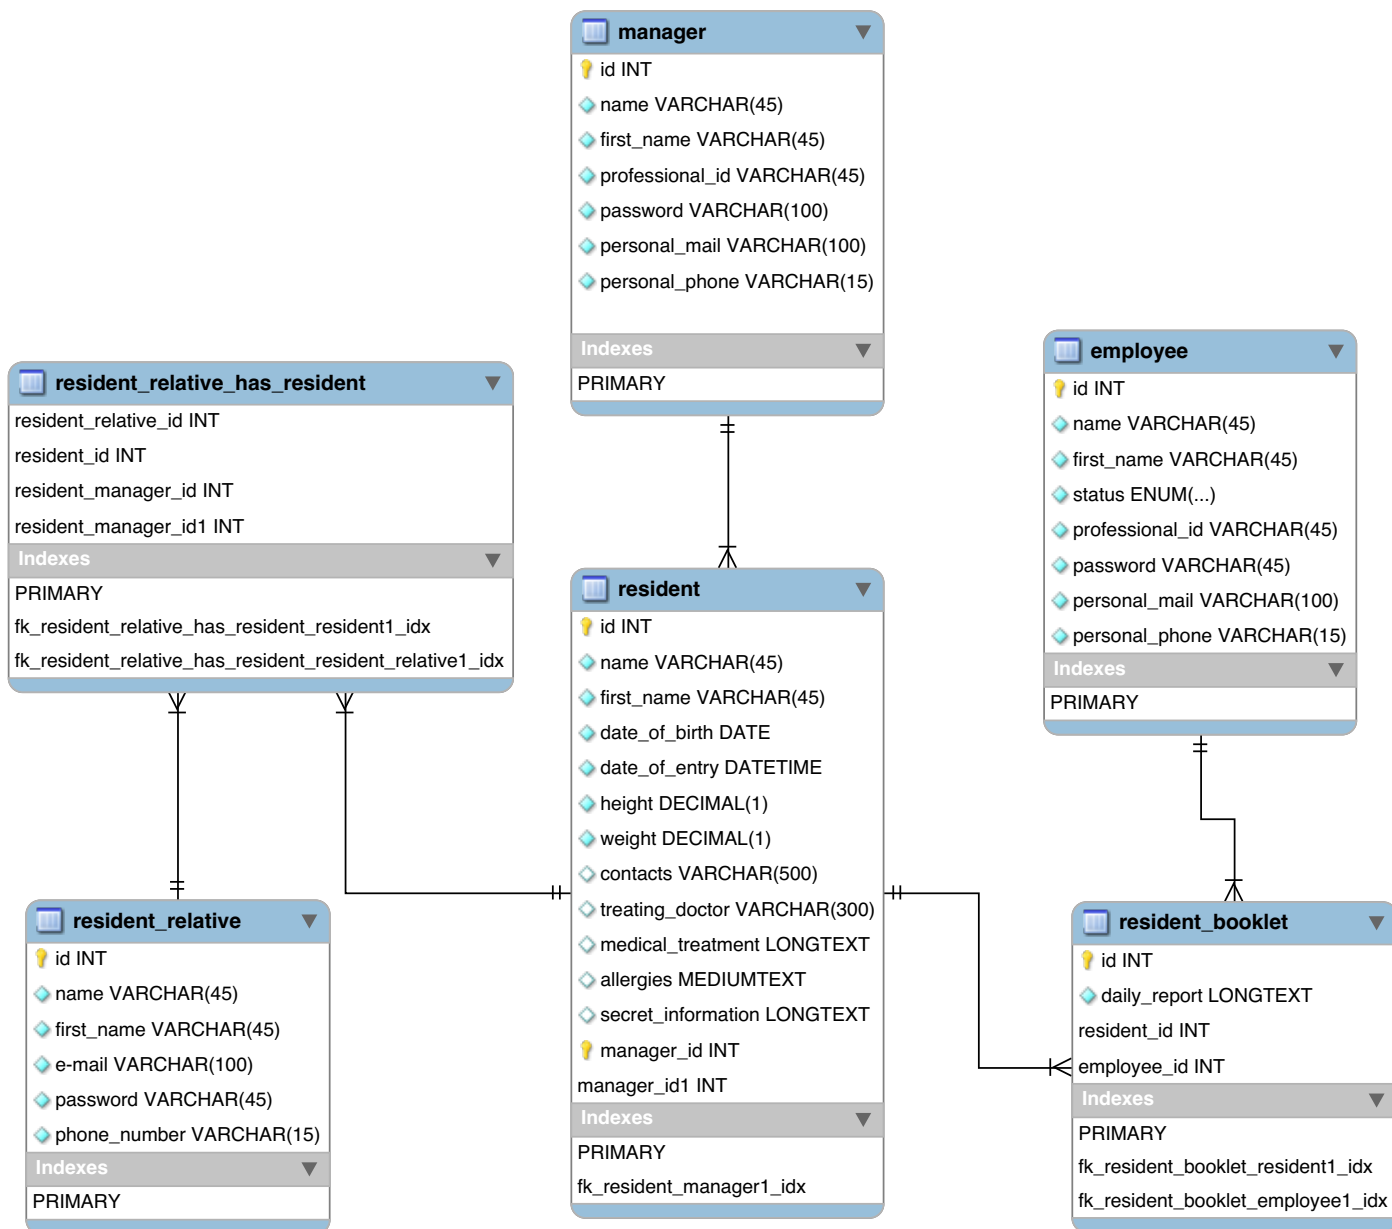 manager
id INT
name VARCHAR(45)
first_name VARCHAR(45)
professional_id VARCHAR(45)
password VARCHAR(100)
personal_mail VARCHAR(100)
personal_phone VARCHAR(15)
Indexes
PRIMARY
resident_relative_has_resident
resident_relative_id INT
resident_id INT
resident_manager_id INT
resident_manager_id1 INT
Indexes
PRIMARY
fk_resident_relative_has_resident_resident1_idx
fk_resident_relative_has_resident_resident_relative1_idx
employee
id INT
name VARCHAR(45)
first_name VARCHAR(45)
status ENUM(...)
professional_id VARCHAR(45)
password VARCHAR(45)
personal_mail VARCHAR(100)
personal_phone VARCHAR(15)
Indexes
PRIMARY
resident
id INT
name VARCHAR(45)
first_name VARCHAR(45)
date_of_birth DATE
date_of_entry DATETIME
height DECIMAL(1)
weight DECIMAL(1)
contacts VARCHAR(500)
treating_doctor VARCHAR(300)
medical_treatment LONGTEXT
allergies MEDIUMTEXT
secret_information LONGTEXT
manager_id INT
manager_id1 INT
Indexes
PRIMARY
fk_resident_manager1_idx
resident_relative
id INT
name VARCHAR(45)
first_name VARCHAR(45)
e-mail VARCHAR(100)
password VARCHAR(45)
phone_number VARCHAR(15)
Indexes
PRIMARY
resident_booklet
id INT
daily_report LONGTEXT
resident_id INT
employee_id INT
Indexes
PRIMARY
fk_resident_booklet_resident1_idx
fk_resident_booklet_employee1_idx